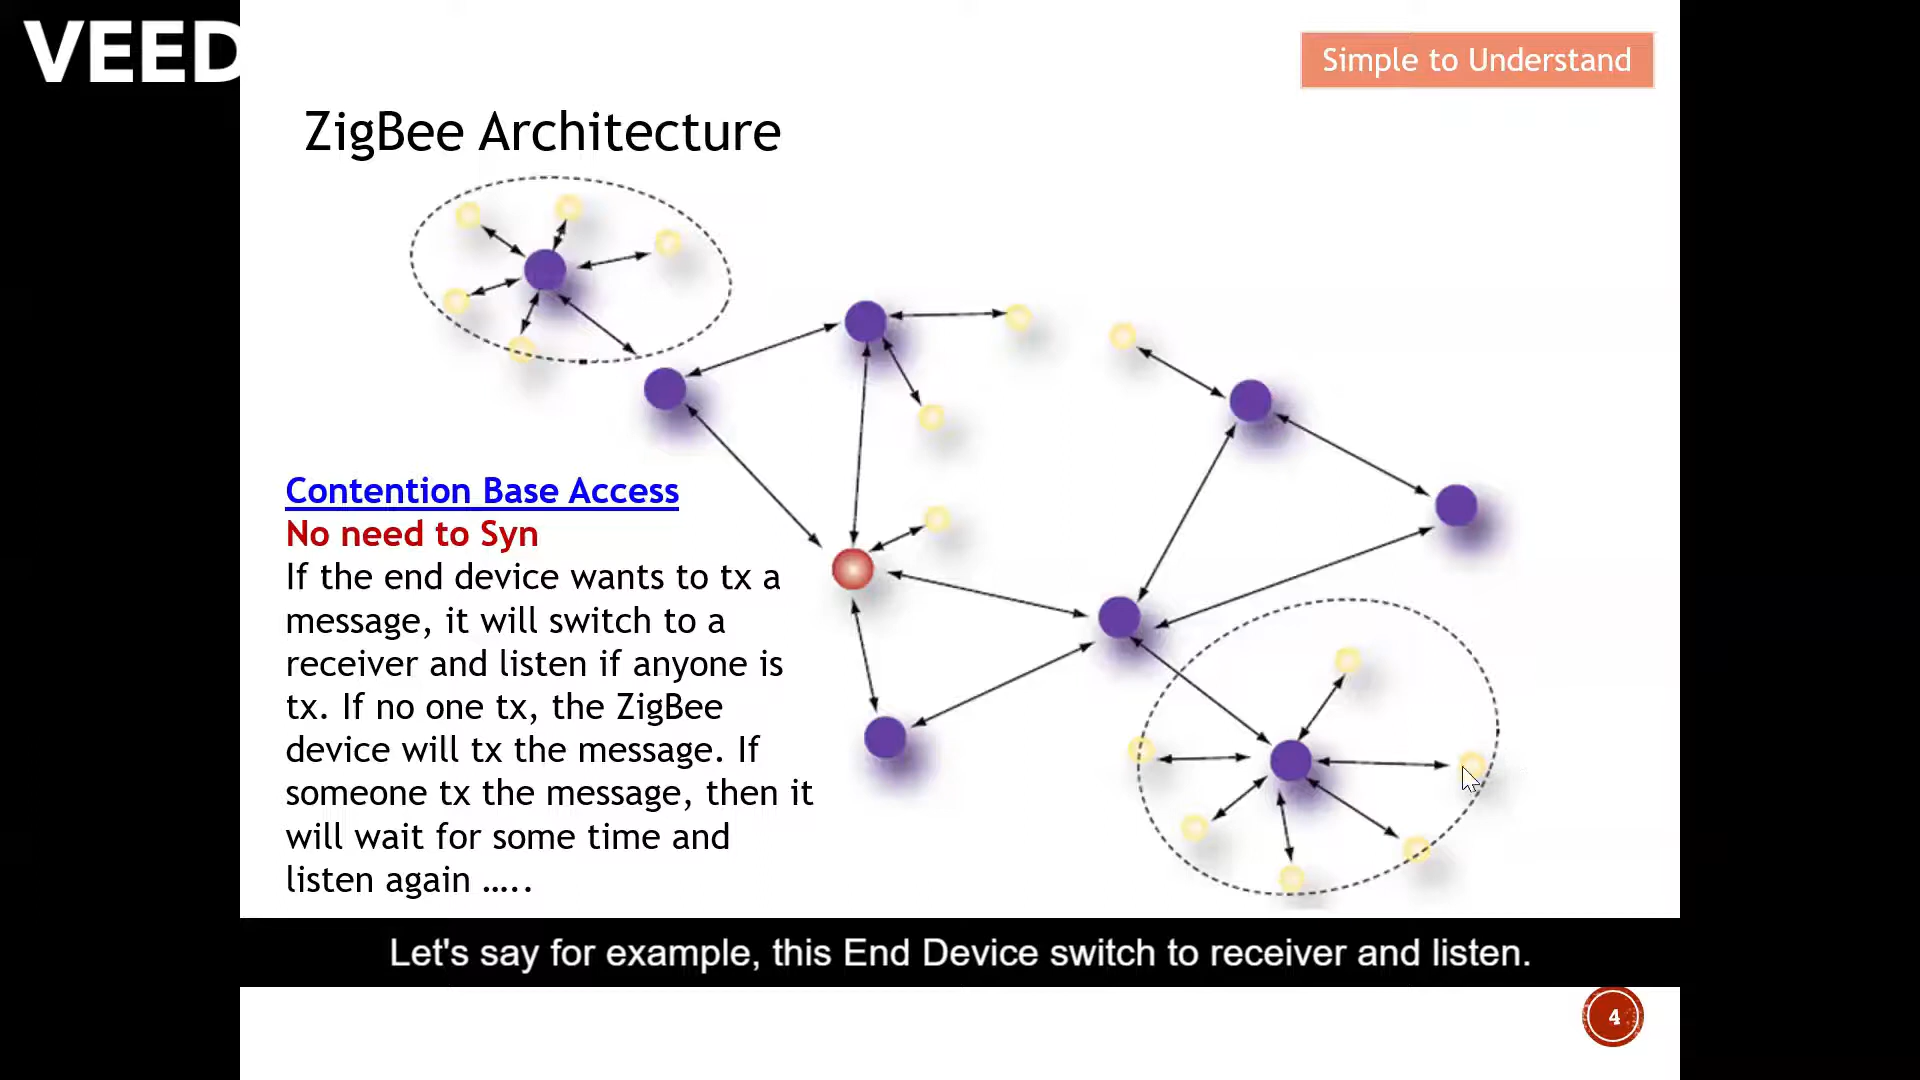 VEED
Simple to Understand
ZigBee Architecture
Contention Base Access
No need to Syn
If the end device wants to tx a
message, it will switch to a
receiver and listen if anyone is
tx. If no one tx, the ZigBee
device will tx the message. If
someone tx the message, then it
will wait for some time and
listen again …..
Let's say for example, this End Device switch to receiver and listen.
4